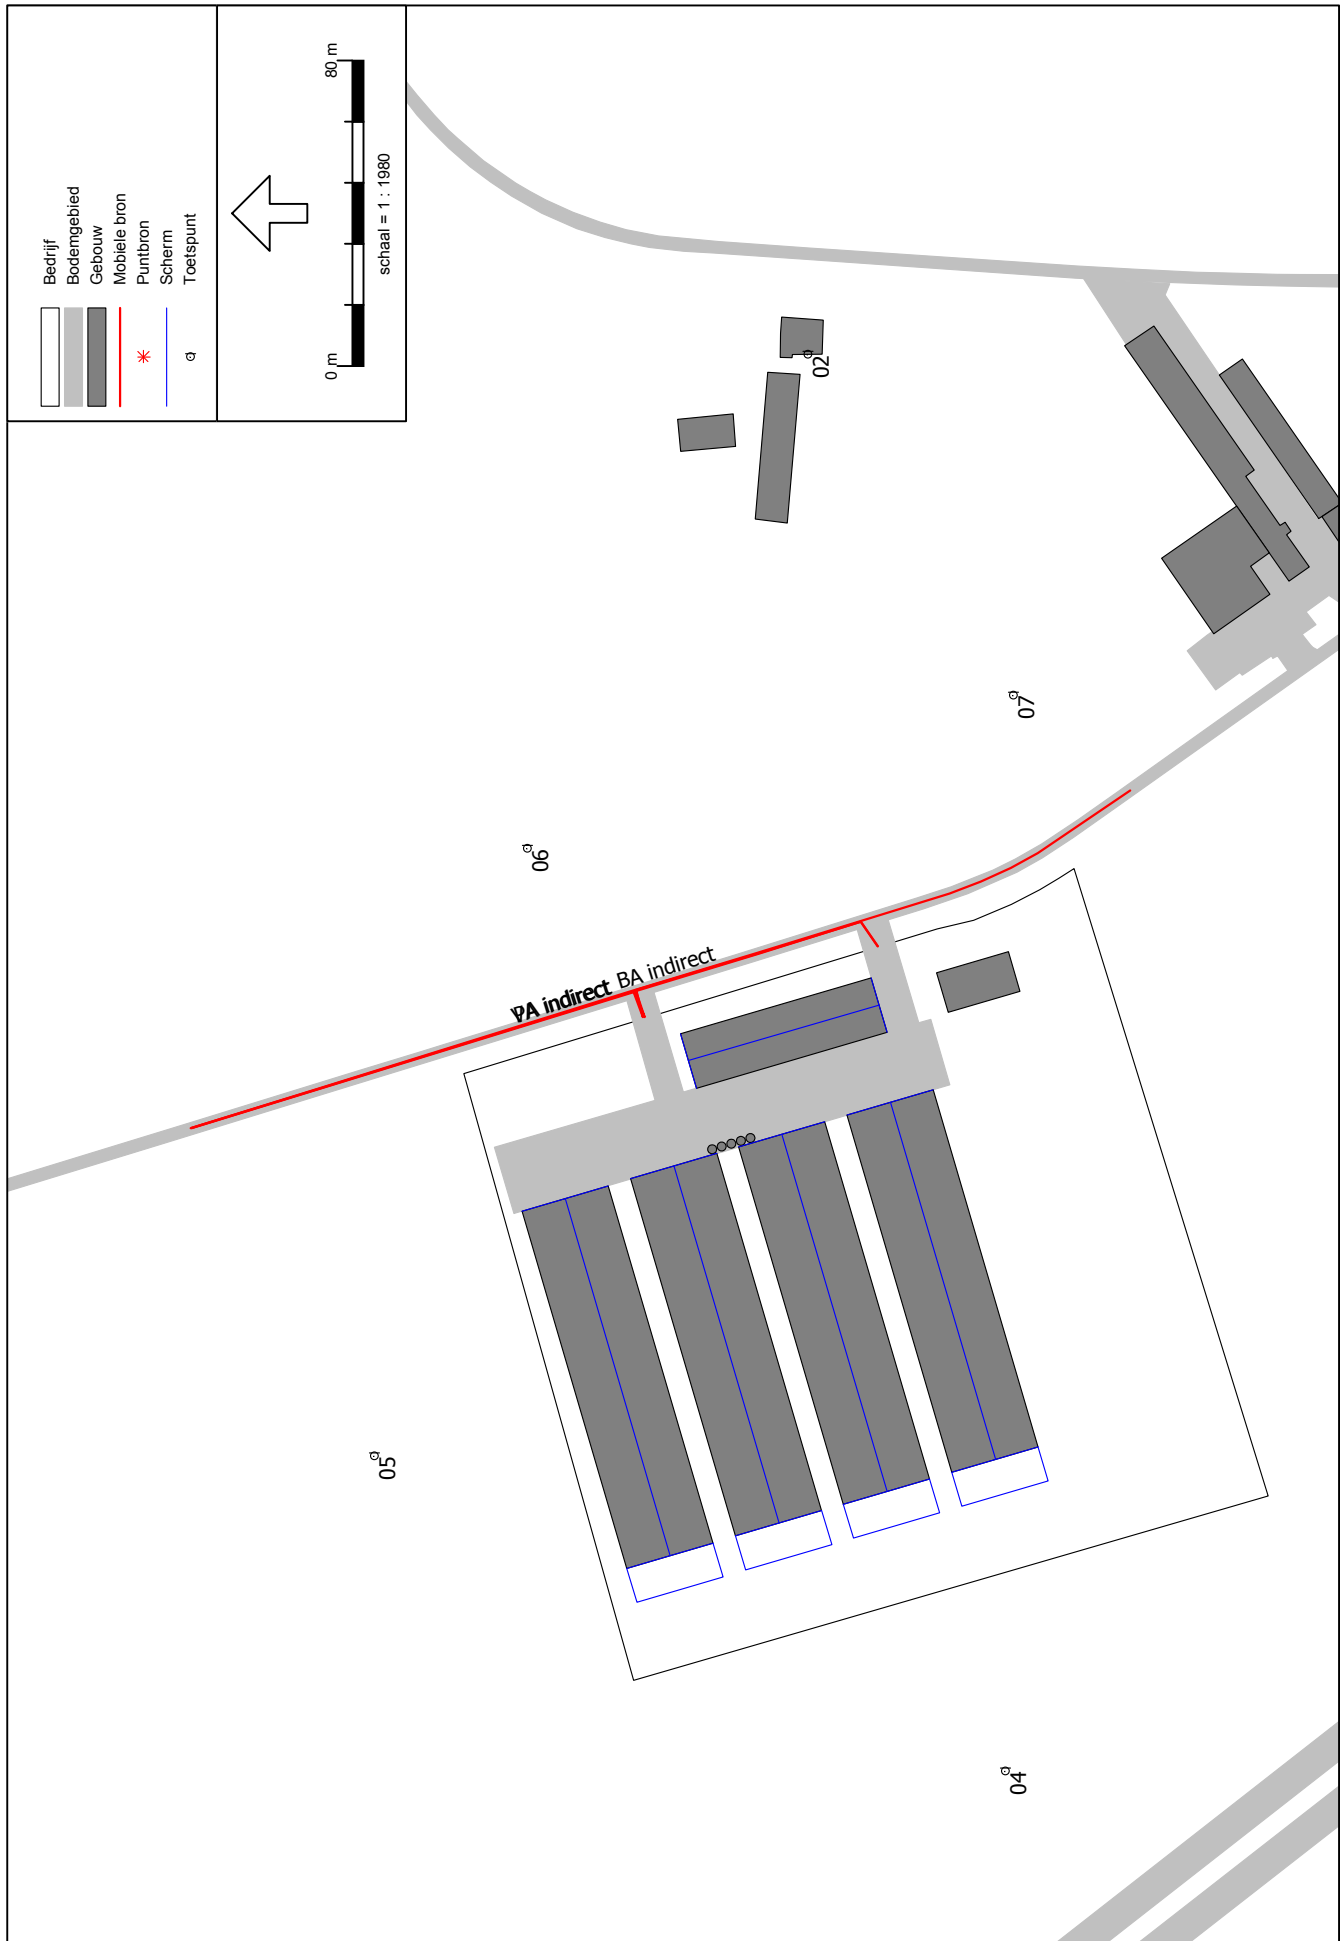 Bedrijf
Bodemgebied
Gebouw
Mobiele bron
Puntbron
Scherm
Toetspunt
0 m
80 m
schaal = 1 : 1980
02
07
06
BA indirect
PA indirect
05
04